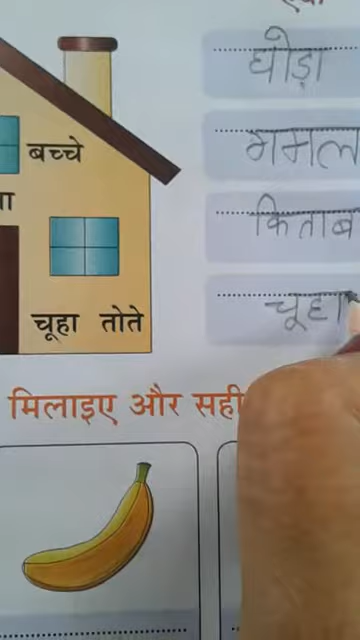 घोड़ा
बच्चे
गमल
किताब
चूहा
चूहा तोते
मिलाइए और सही